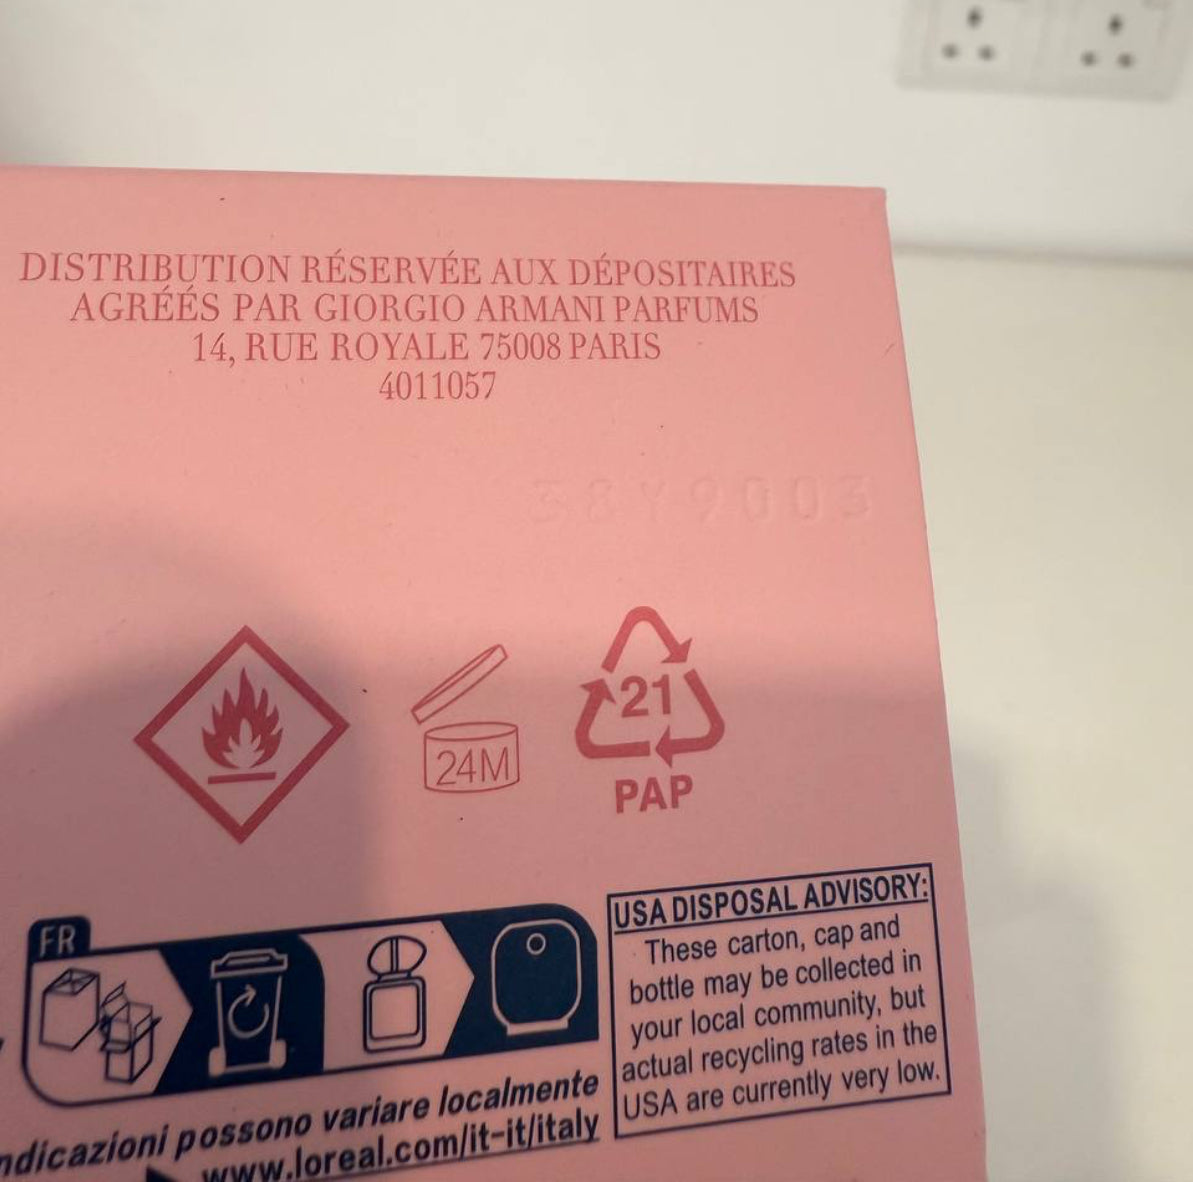 DISTRIBUTION RÉSERVÉE AUX DÉPOSITAIRES
AGRÉÉS PAR GIORGIO ARMANI PARFUMS
14, RUE ROYALE 75008 PARIS
4011057
38Y9003
24M
21
PAP
FR
USA DISPOSAL ADVISORY:
These carton, cap and
bottle may be collected in
your local community, but
actual recycling rates in the
USA are currently very low.
possono variare localmente
www.loreal.com/it-it/italy